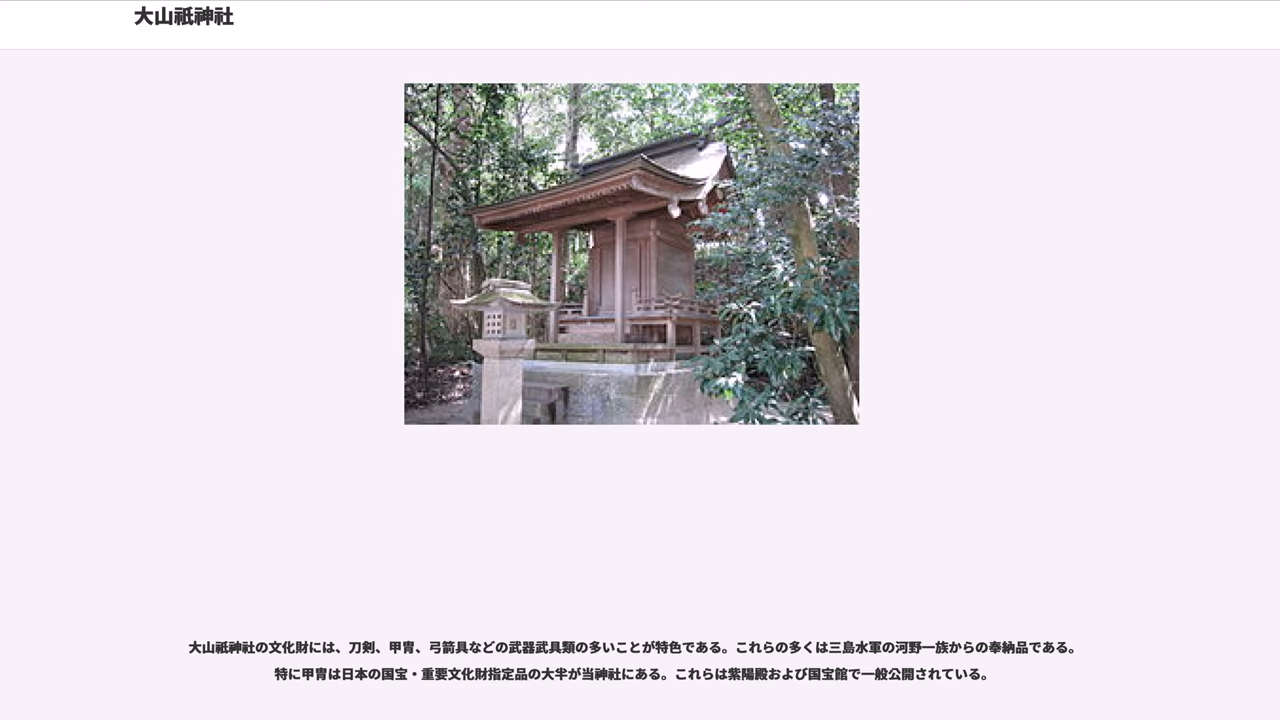 大山祇神社
大山祇神社の文化財には、刀剣、甲冑、弓箭具などの武器武具類の多いことが特色である。これらの多くは三島水軍の河野一族からの奉納品である。
特に甲冑は日本の国宝・重要文化財指定品の大半が当神社にある。これらは紫陽殿および国宝館で一般公開されている。